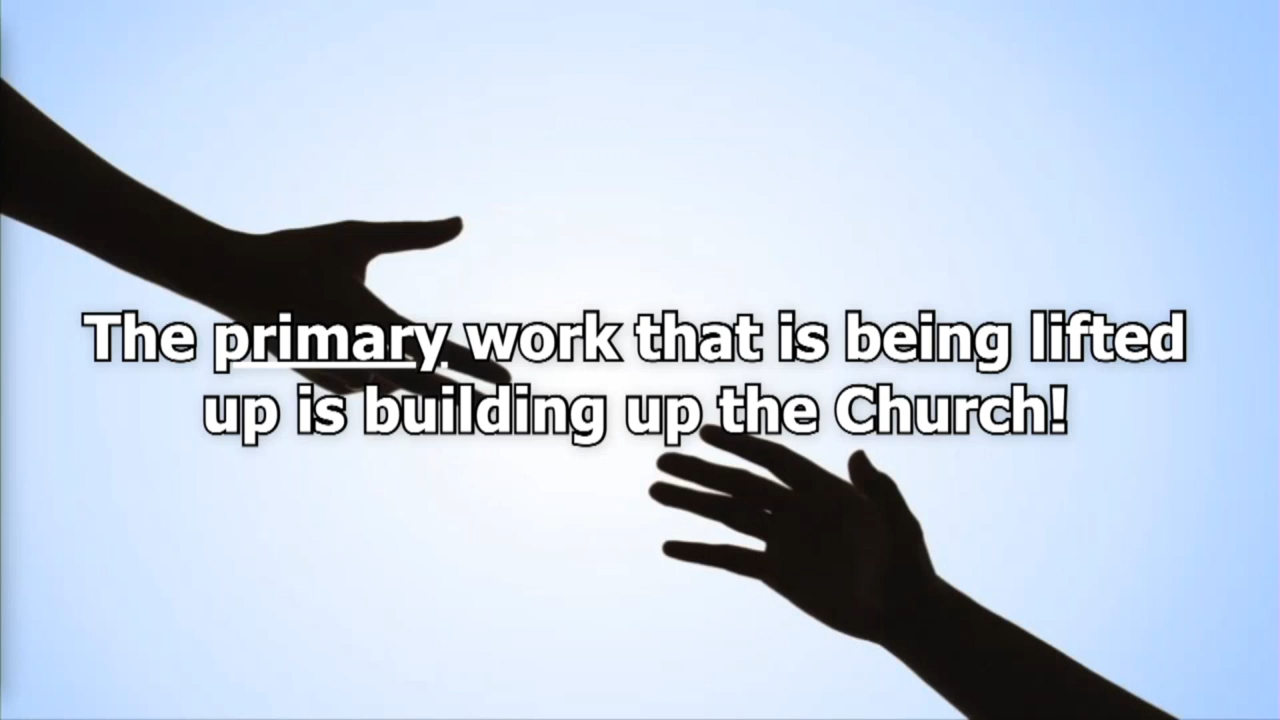 The primary work that is being lifted
up is building up the Church!